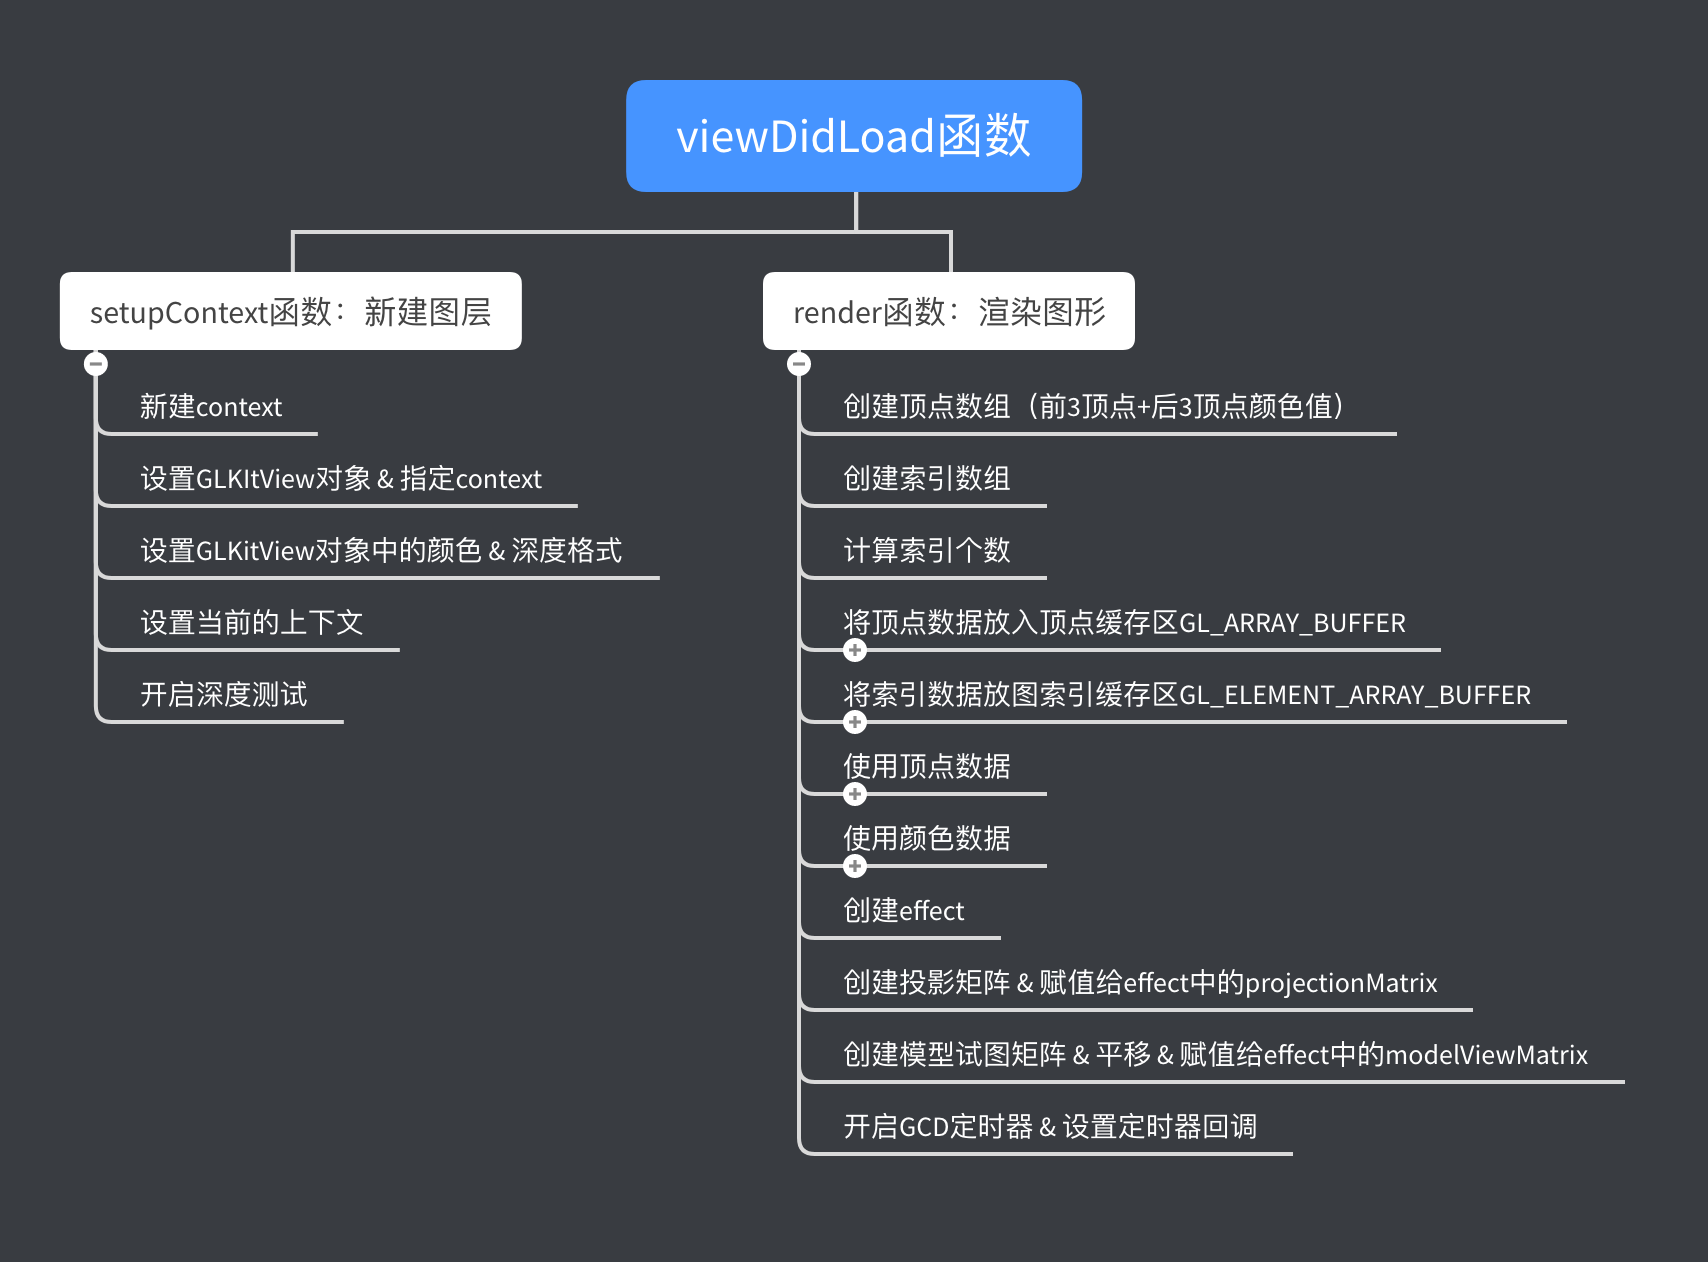 viewDidLoad函数
setupContext函数：新建图层
新建context
设置GLKItView对象 & 指定context
设置GLKitView对象中的颜色 & 深度格式
设置当前的上下文
开启深度测试
render函数：渲染图形
创建顶点数组（前3顶点+后3顶点颜色值）
创建索引数组
计算索引个数
将顶点数据放入顶点缓存区GL_ARRAY_BUFFER
将索引数据放图索引缓存区GL_ELEMENT_ARRAY_BUFFER
使用顶点数据
使用颜色数据
创建effect
创建投影矩阵 & 赋值给effect中的projectionMatrix
创建模型试图矩阵 & 平移 & 赋值给effect中的modelViewMatrix
开启GCD定时器 & 设置定时器回调